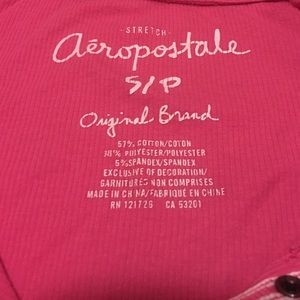 STRETCH
Aéropostale
S/P
Original Brand
57% COTTON/COTON
38% POLYESTER/POLYESTER
5% SPANDEX/SPANDEX
EXCLUSIVE OF DECORATION/
GARNITURES NON COMPRISES
MADE IN CHINA/FABRIQUÉ EN CHINE
RN 121726 CA 53201